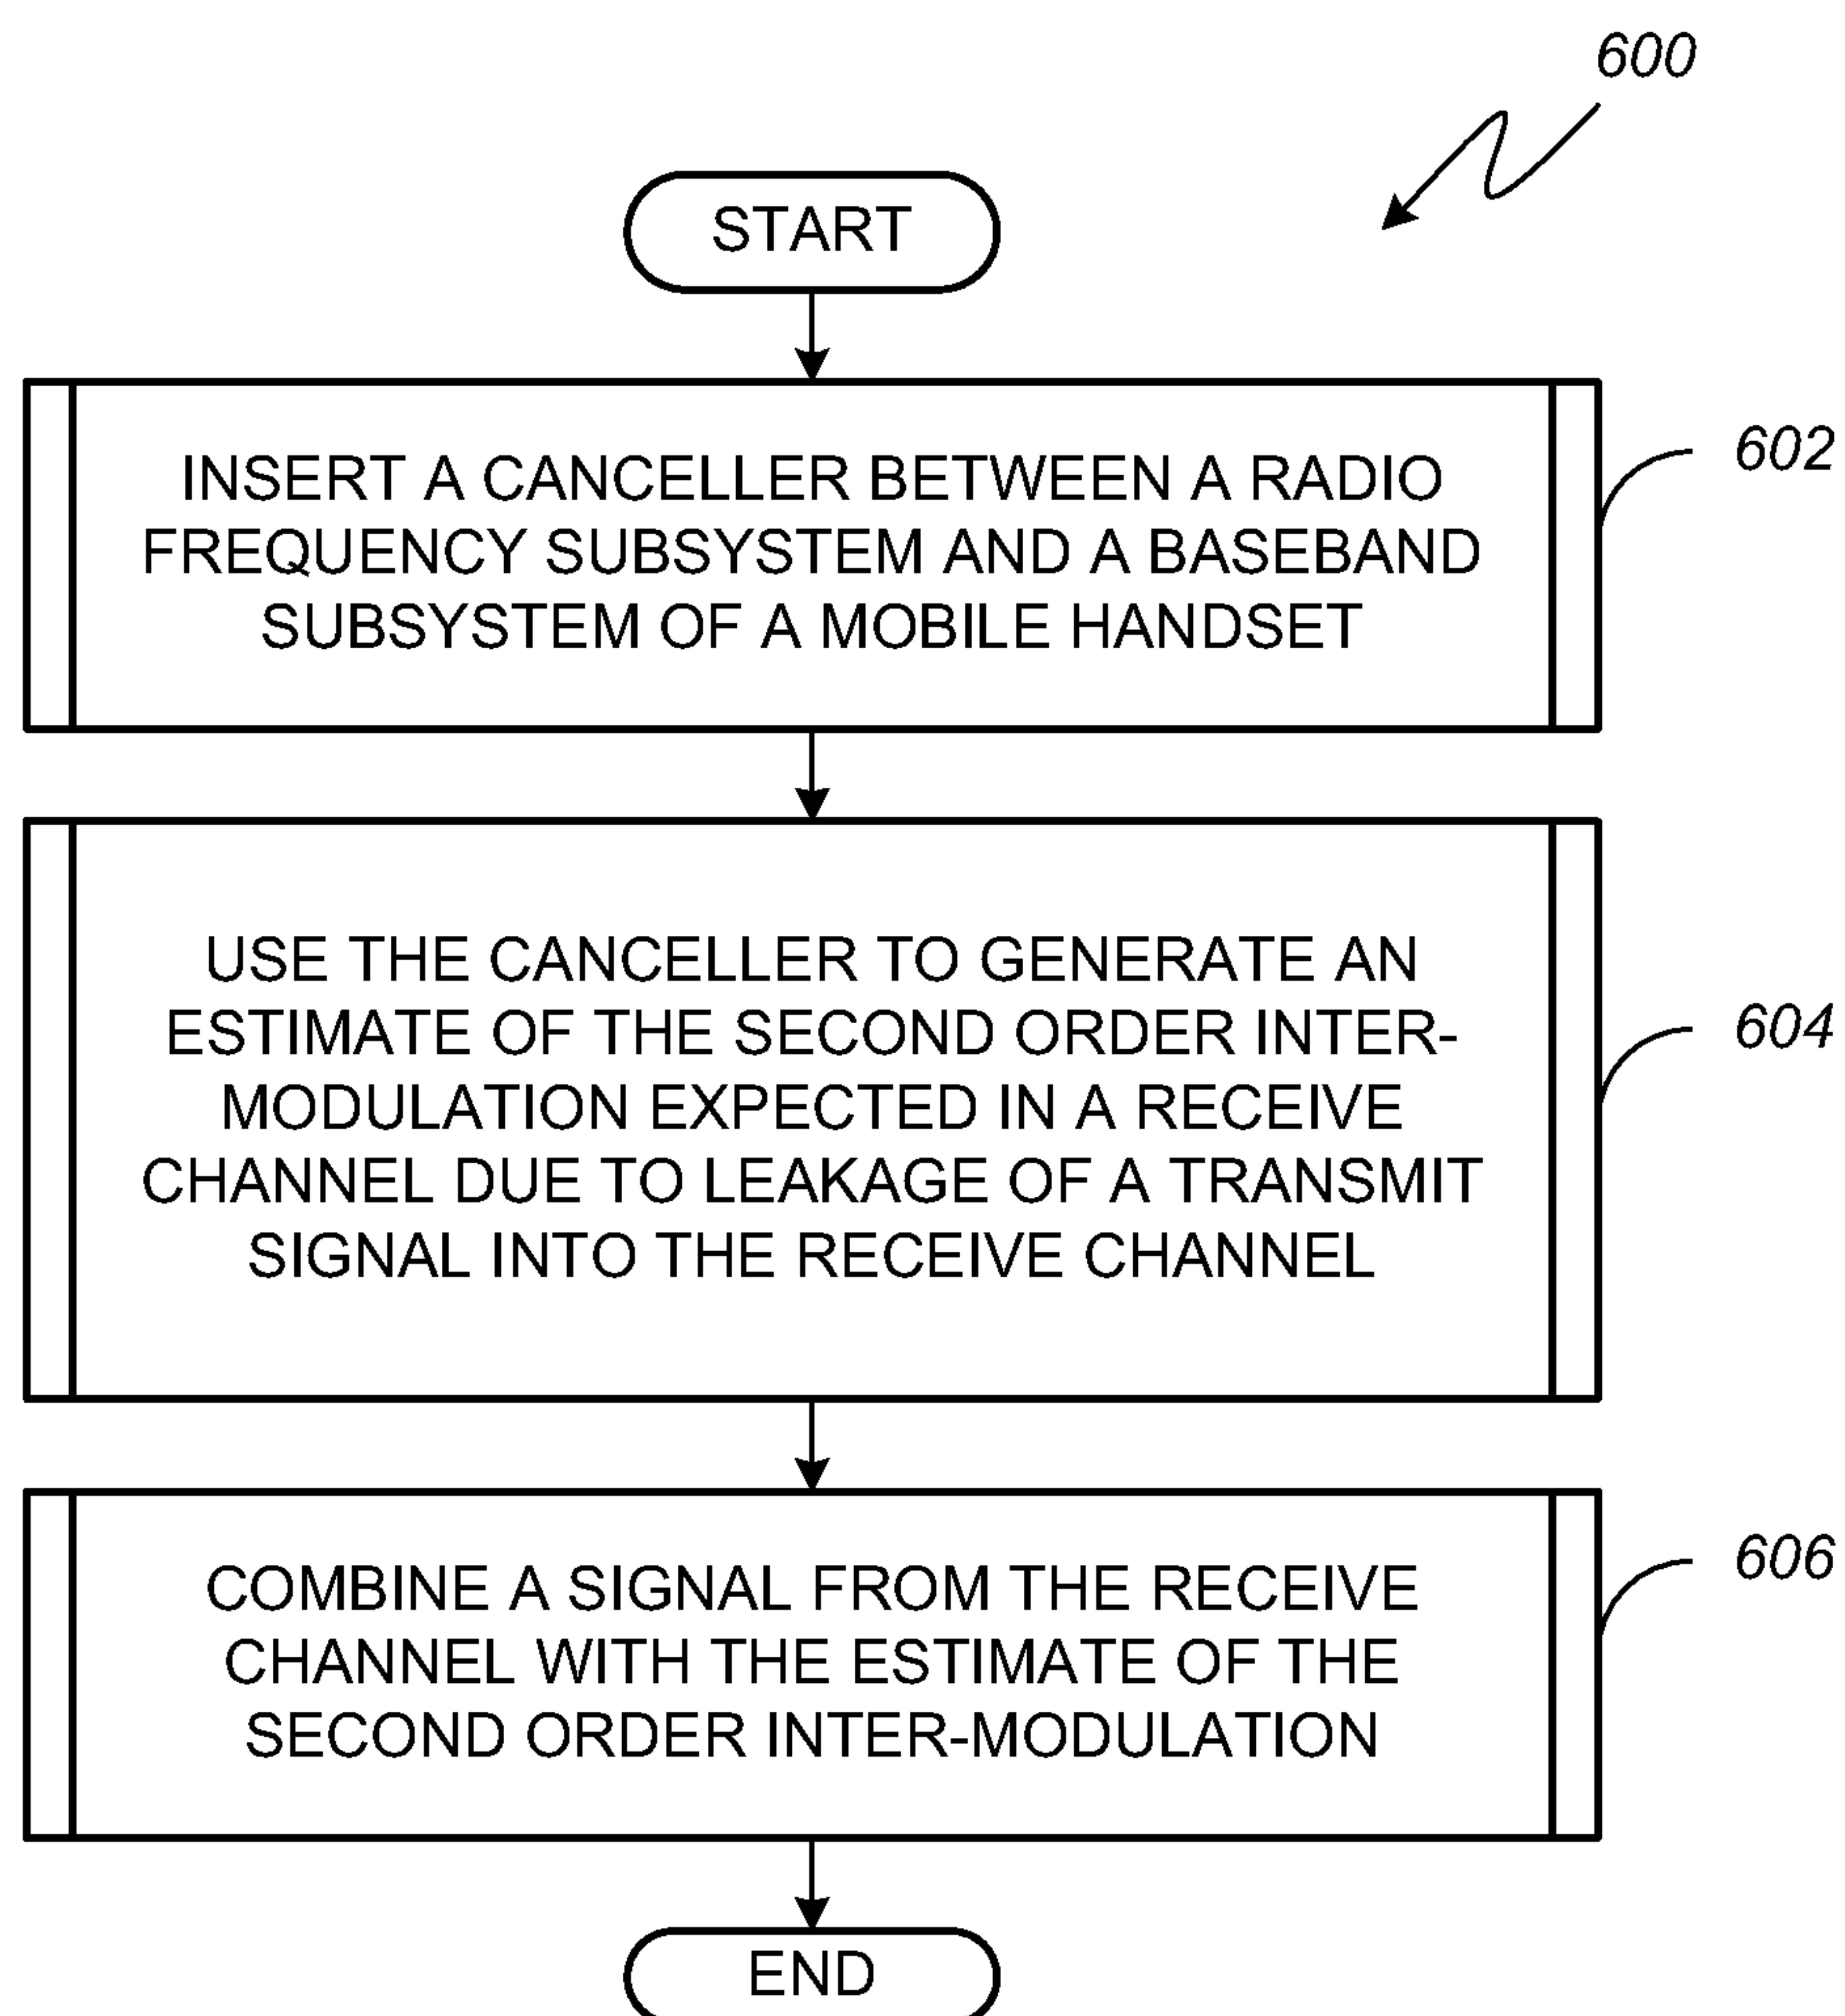 600
START
INSERT A CANCELLER BETWEEN A RADIO
FREQUENCY SUBSYSTEM AND A BASEBAND
SUBSYSTEM OF A MOBILE HANDSET
602
USE THE CANCELLER TO GENERATE AN
ESTIMATE OF THE SECOND ORDER INTER-
MODULATION EXPECTED IN A RECEIVE
CHANNEL DUE TO LEAKAGE OF A TRANSMIT
SIGNAL INTO THE RECEIVE CHANNEL
604
COMBINE A SIGNAL FROM THE RECEIVE
CHANNEL WITH THE ESTIMATE OF THE
SECOND ORDER INTER-MODULATION
606
END